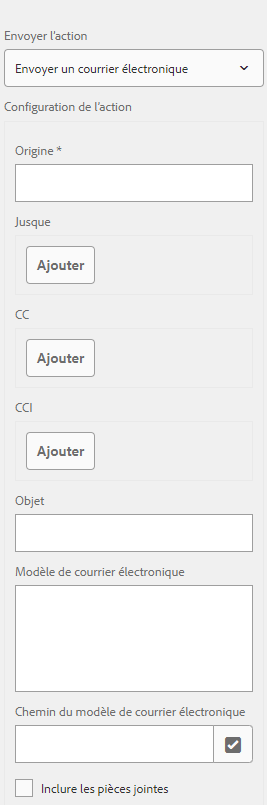 Envoyer l'action
Envoyer un courrier électronique
Configuration de l'action
Origine *
Jusque
Ajouter
CC
Ajouter
CCI
Ajouter
Objet
Modèle de courrier électronique
Chemin du modèle de courrier électronique
Inclure les pièces jointes